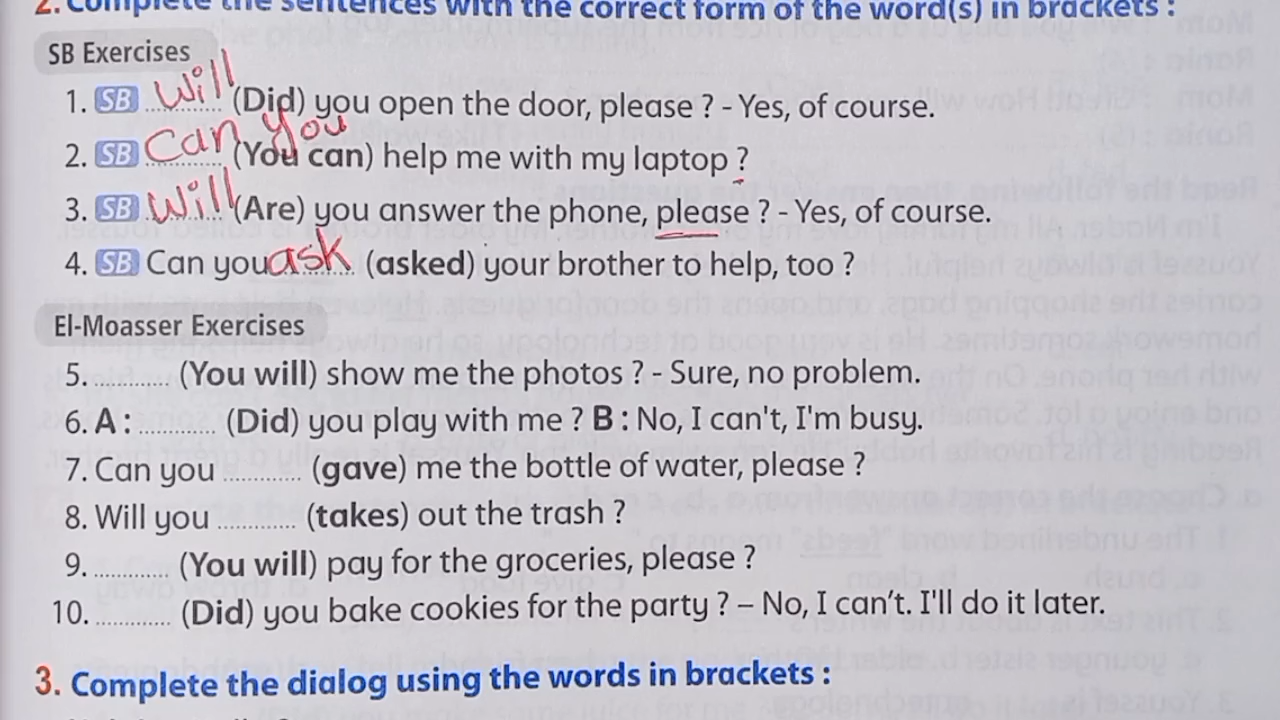 2. Complete the sentences with the correct form of the word(s) in brackets :
SB Exercises
1. SB Will (Did) you open the door, please ? - Yes, of course.
2. SB Can you (You can) help me with my laptop ?
3. SB Will (Are) you answer the phone, please ? - Yes, of course.
4. SB Can you ask (asked) your brother to help, too ?
El-Moasser Exercises
5. ............ (You will) show me the photos ? - Sure, no problem.
6. A : (Did) you play with me ? B : No, I can't, I'm busy.
7. Can you ............ (gave) me the bottle of water, please ?
8. Will you ............ (takes) out the trash ?
9. ............ (You will) pay for the groceries, please ?
10. ............ (Did) you bake cookies for the party ? – No, I can't. I'll do it later.
3. Complete the dialog using the words in brackets :